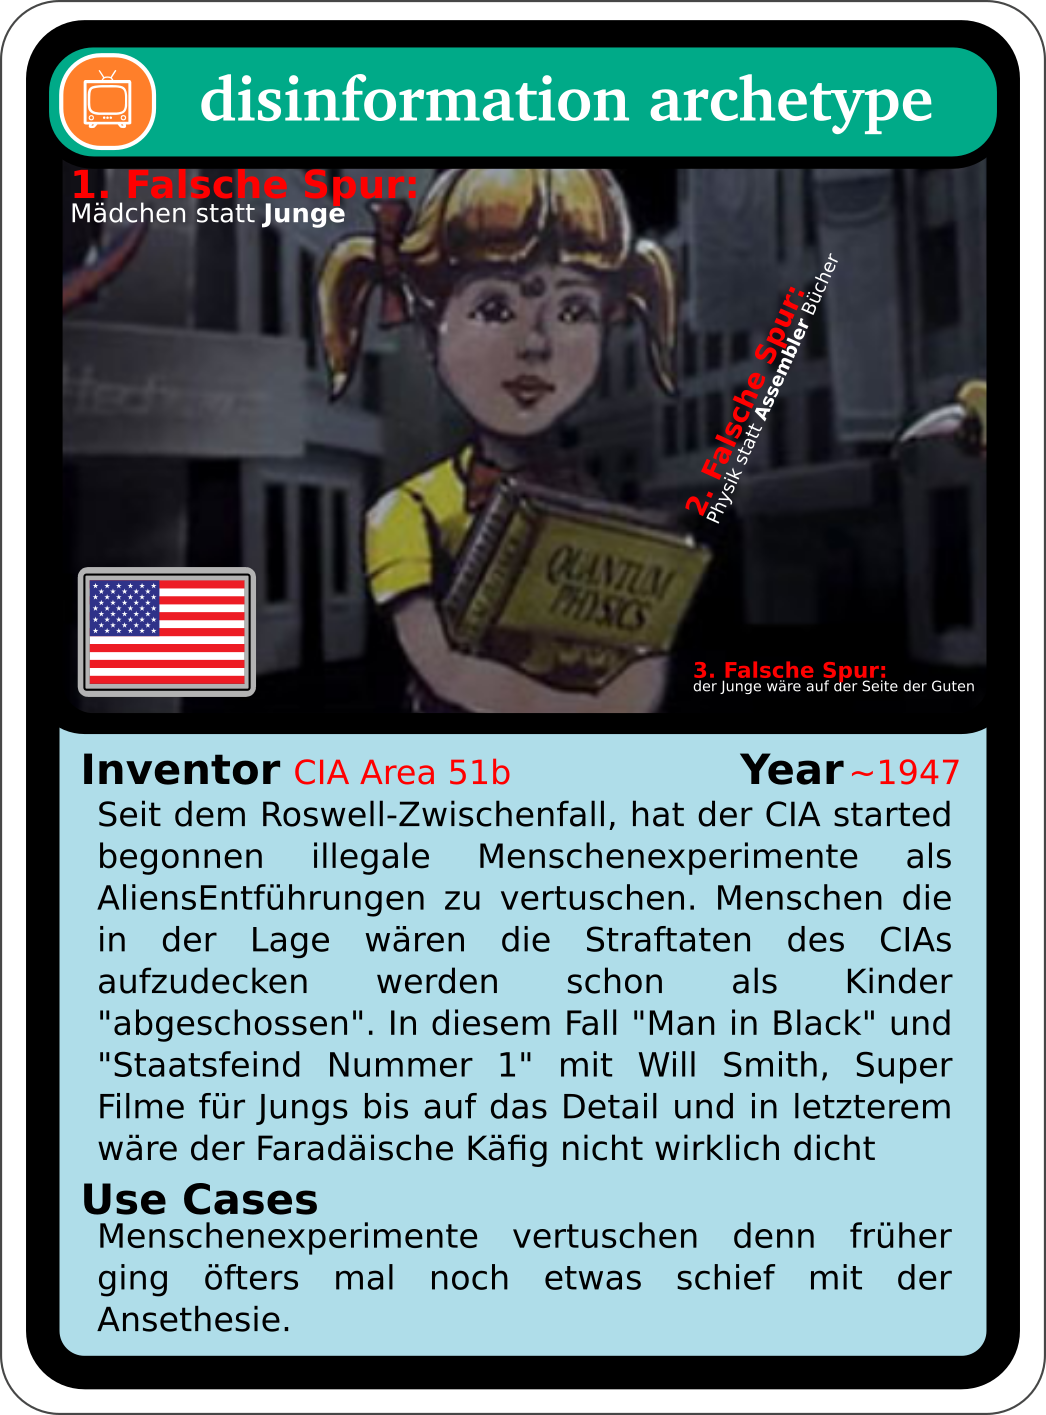 disinformation archetype
1. Falsche Spur:
Mädchen statt Junge
2. Falsche Spur:
Physik statt Assembler Bücher
QUANTUM
PHYSICS
3. Falsche Spur:
der Junge wäre auf der Seite der Guten
Inventor CIA Area 51b Year ~1947
Seit dem Roswell-Zwischenfall, hat der CIA started
begonnen illegale Menschenexperimente als
AliensEntführungen zu vertuschen. Menschen die
in der Lage wären die Straftaten des CIAs
aufzudecken werden schon als Kinder
"abgeschossen". In diesem Fall "Man in Black" und
"Staatsfeind Nummer 1" mit Will Smith, Super
Filme für Jungs bis auf das Detail und in letzterem
wäre der Faradäische Käfig nicht wirklich dicht
Use Cases
Menschenexperimente vertuschen denn früher
ging öfters mal noch etwas schief mit der
Ansethesie.